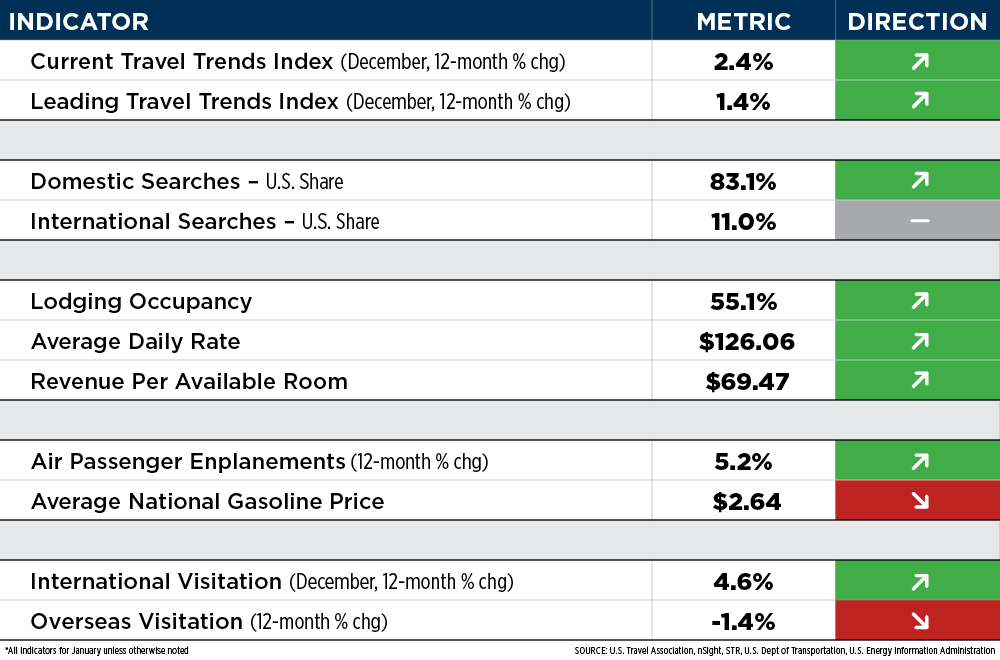 INDICATOR METRIC DIRECTION
Current Travel Trends Index (December, 12-month % chg) 2.4%
Leading Travel Trends Index (December, 12-month % chg) 1.4%
Domestic Searches – U.S. Share 83.1%
International Searches – U.S. Share 11.0% –
Lodging Occupancy 55.1%
Average Daily Rate $126.06
Revenue Per Available Room $69.47
Air Passenger Enplanements (12-month % chg) 5.2%
Average National Gasoline Price $2.64
International Visitation (December, 12-month % chg) 4.6%
Overseas Visitation (12-month % chg) -1.4%
*All indicators for January unless otherwise noted SOURCE: U.S. Travel Association, nSight, STR, U.S. Dept of Transportation, U.S. Energy Information Administration